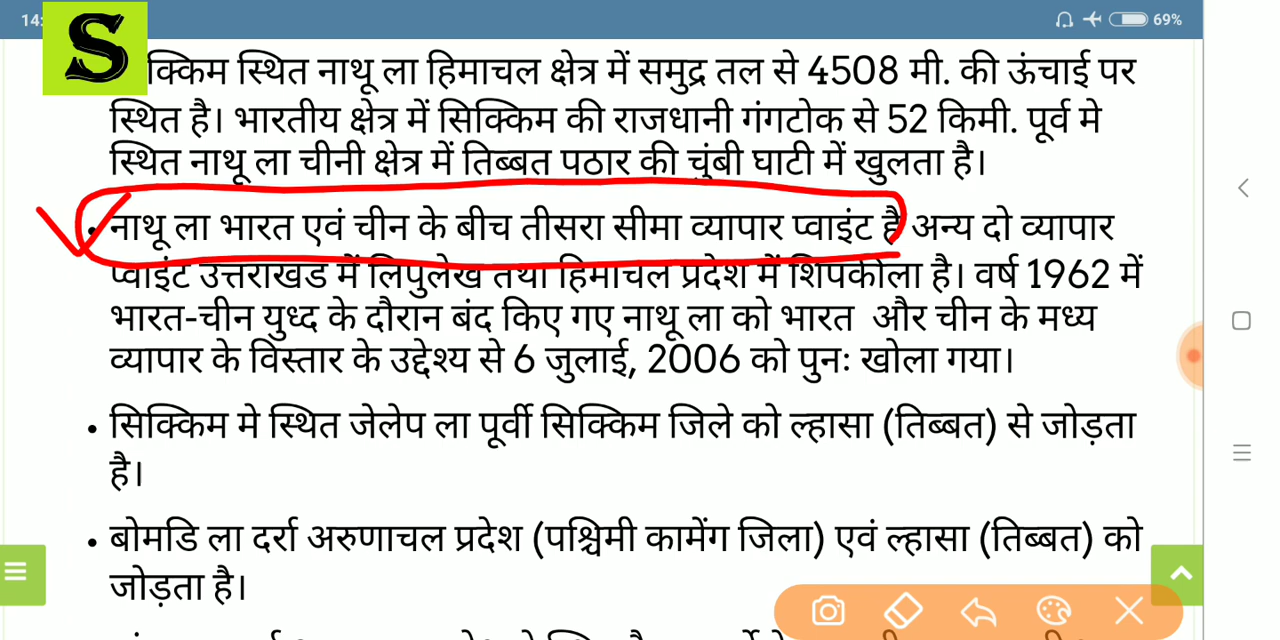 14:
S
69%
क्किम स्थित नाथू ला हिमाचल क्षेत्र में समुद्र तल से 4508 मी. की ऊंचाई पर
स्थित है। भारतीय क्षेत्र में सिक्किम की राजधानी गंगटोक से 52 किमी. पूर्व मे
स्थित नाथू ला चीनी क्षेत्र में तिब्बत पठार की चुंबी घाटी में खुलता है।
• नाथू ला भारत एवं चीन के बीच तीसरा सीमा व्यापार प्वाइंट है अन्य दो व्यापार
प्वाइंट उत्तराखंड में लिपुलेख तथा हिमाचल प्रदेश में शिपकीला है। वर्ष 1962 में
भारत-चीन युध्द के दौरान बंद किए गए नाथू ला को भारत और चीन के मध्य
व्यापार के विस्तार के उद्देश्य से 6 जुलाई, 2006 को पुनः खोला गया।
• सिक्किम मे स्थित जेलेप ला पूर्वी सिक्किम जिले को ल्हासा (तिब्बत) से जोड़ता
है।
• बोमडि ला दर्रा अरुणाचल प्रदेश (पश्चिमी कामेंग जिला) एवं ल्हासा (तिब्बत) को
जोड़ता है।